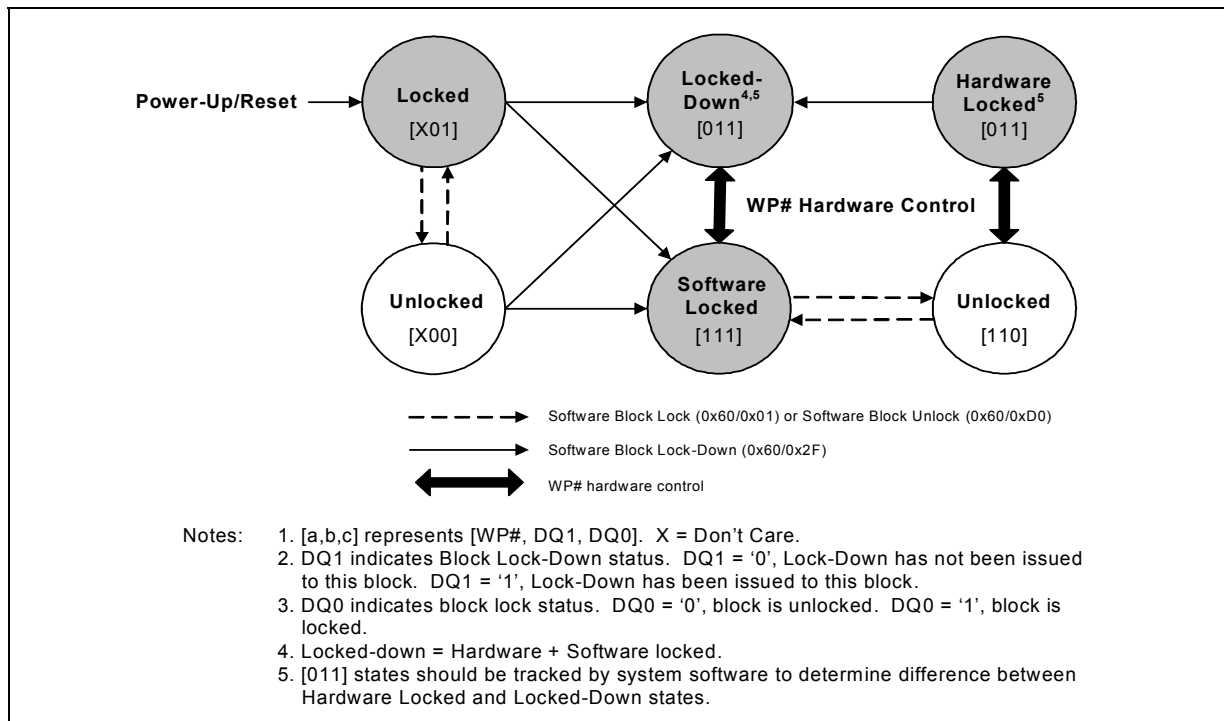 Power-Up/Reset
Locked
[X01]
Locked-
Down4,5
[011]
Hardware
Locked5
[011]
WP# Hardware Control
Unlocked
[X00]
Software
Locked
[111]
Unlocked
[110]
Software Block Lock (0x60/0x01) or Software Block Unlock (0x60/0xD0)
Software Block Lock-Down (0x60/0x2F)
WP# hardware control
Notes: 1. [a,b,c] represents [WP#, DQ1, DQ0]. X = Don’t Care.
2. DQ1 indicates Block Lock-Down status. DQ1 = ‘0’, Lock-Down has not been issued
to this block. DQ1 = ‘1’, Lock-Down has been issued to this block.
3. DQ0 indicates block lock status. DQ0 = ‘0’, block is unlocked. DQ0 = ‘1’, block is
locked.
4. Locked-down = Hardware + Software locked.
5. [011] states should be tracked by system software to determine difference between
Hardware Locked and Locked-Down states.